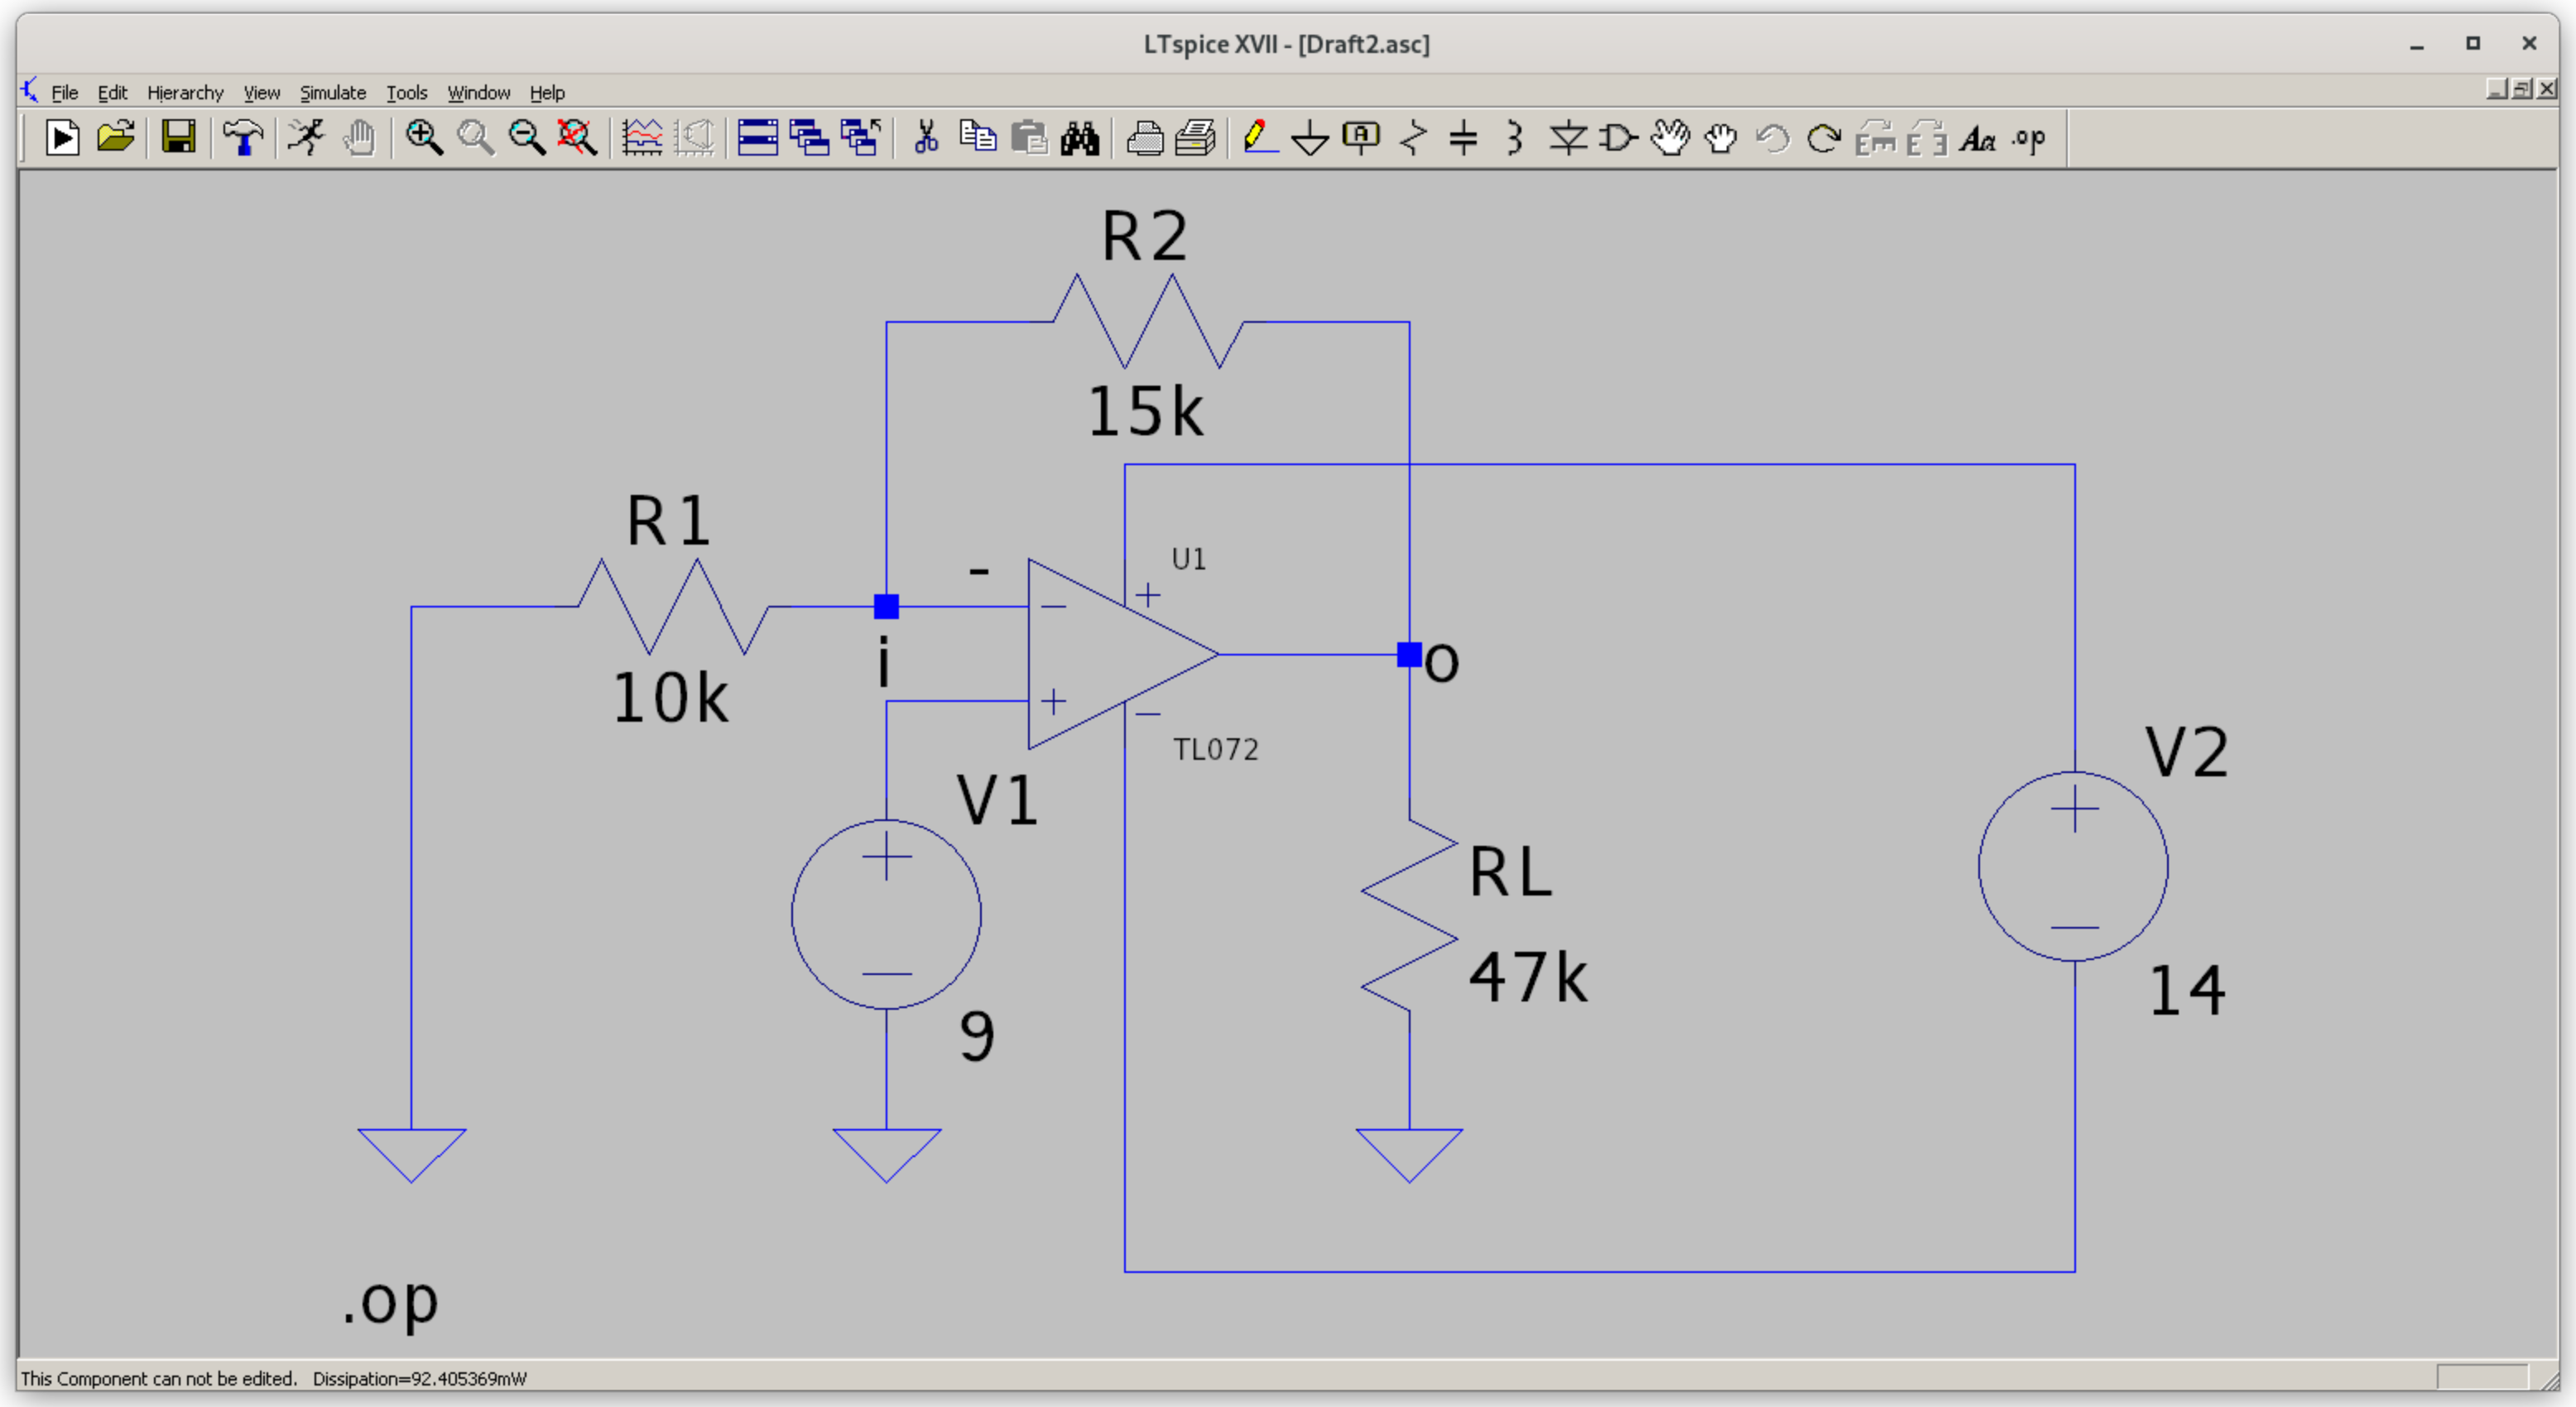 LTspice XVII - [Draft2.asc]
File Edit Hierarchy View Simulate Tools Window Help
A Aa .op
R2
15k
R1
10k
-
i
U1
+
−
+
−
TL072
o
V1
+
−
9
RL
47k
V2
+
−
14
.op
This Component can not be edited. Dissipation=92.405369mW